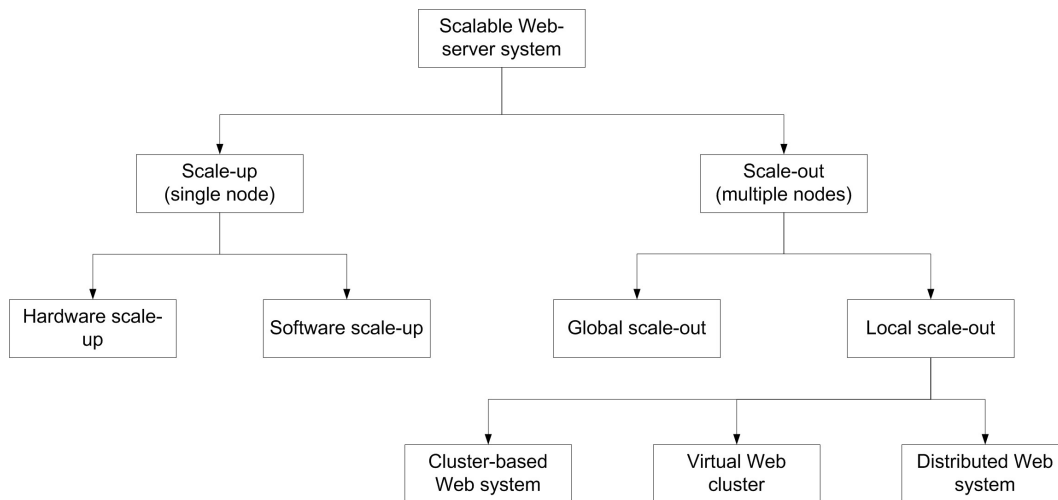 Scalable Web-
server system
Scale-up
(single node)
Scale-out
(multiple nodes)
Hardware scale-
up
Software scale-up
Global scale-out
Local scale-out
Cluster-based
Web system
Virtual Web
cluster
Distributed Web
system